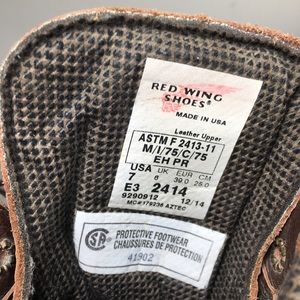 RED WING
SHOES®
MADE IN USA
Leather Upper
ASTM F 2413-11
M/I/75/C/75
EH PR
USA UK EUR CM
7 6 39.0 25.0
E3 2414
9290912 12/14
MC#179236 AZTEC
CSA
PROTECTIVE FOOTWEAR
CHAUSSURES DE PROTECTION
41902